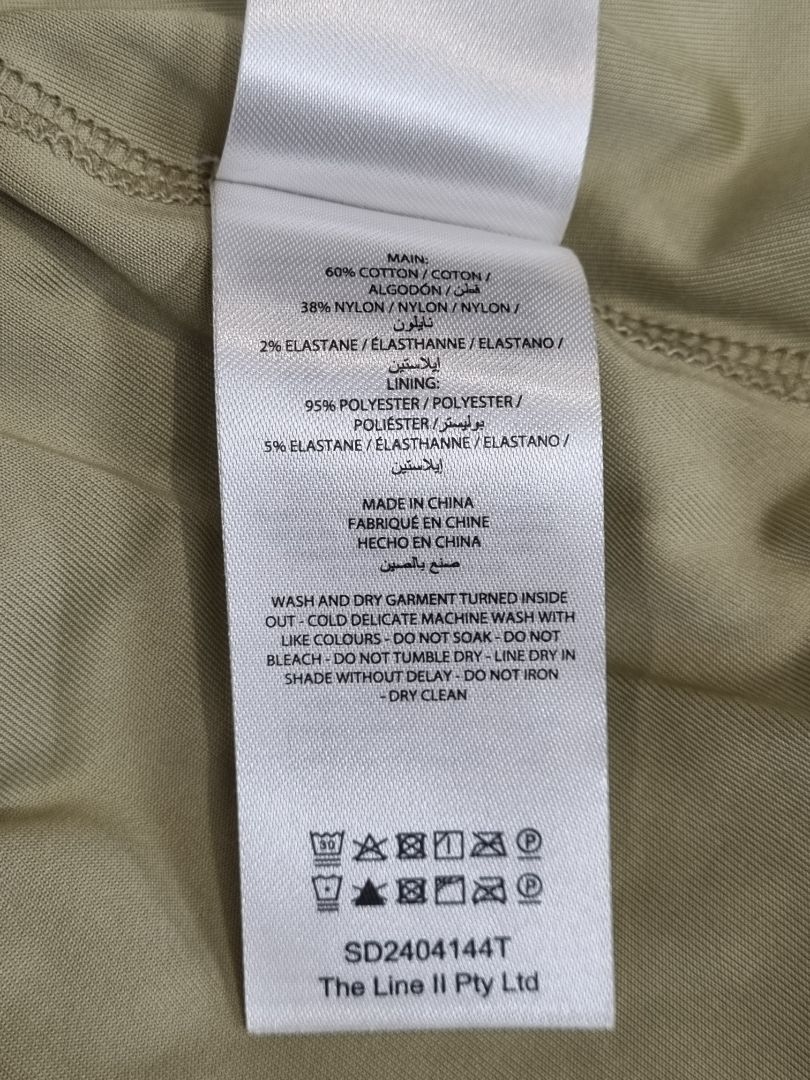 MAIN:
60% COTTON / COTON /
ALGODÓN / قطن
38% NYLON / NYLON / NYLON /
نايلون
2% ELASTANE / ÉLASTHANNE / ELASTANO /
إيلاستين
LINING:
95% POLYESTER / POLYESTER /
POLIÉSTER / بوليستر
5% ELASTANE / ÉLASTHANNE / ELASTANO /
إيلاستين
MADE IN CHINA
FABRIQUÉ EN CHINE
HECHO EN CHINA
صنع بالصين
WASH AND DRY GARMENT TURNED INSIDE
OUT - COLD DELICATE MACHINE WASH WITH
LIKE COLOURS - DO NOT SOAK - DO NOT
BLEACH - DO NOT TUMBLE DRY - LINE DRY IN
SHADE WITHOUT DELAY - DO NOT IRON
- DRY CLEAN
30 P
P
SD2404144T
The Line II Pty Ltd